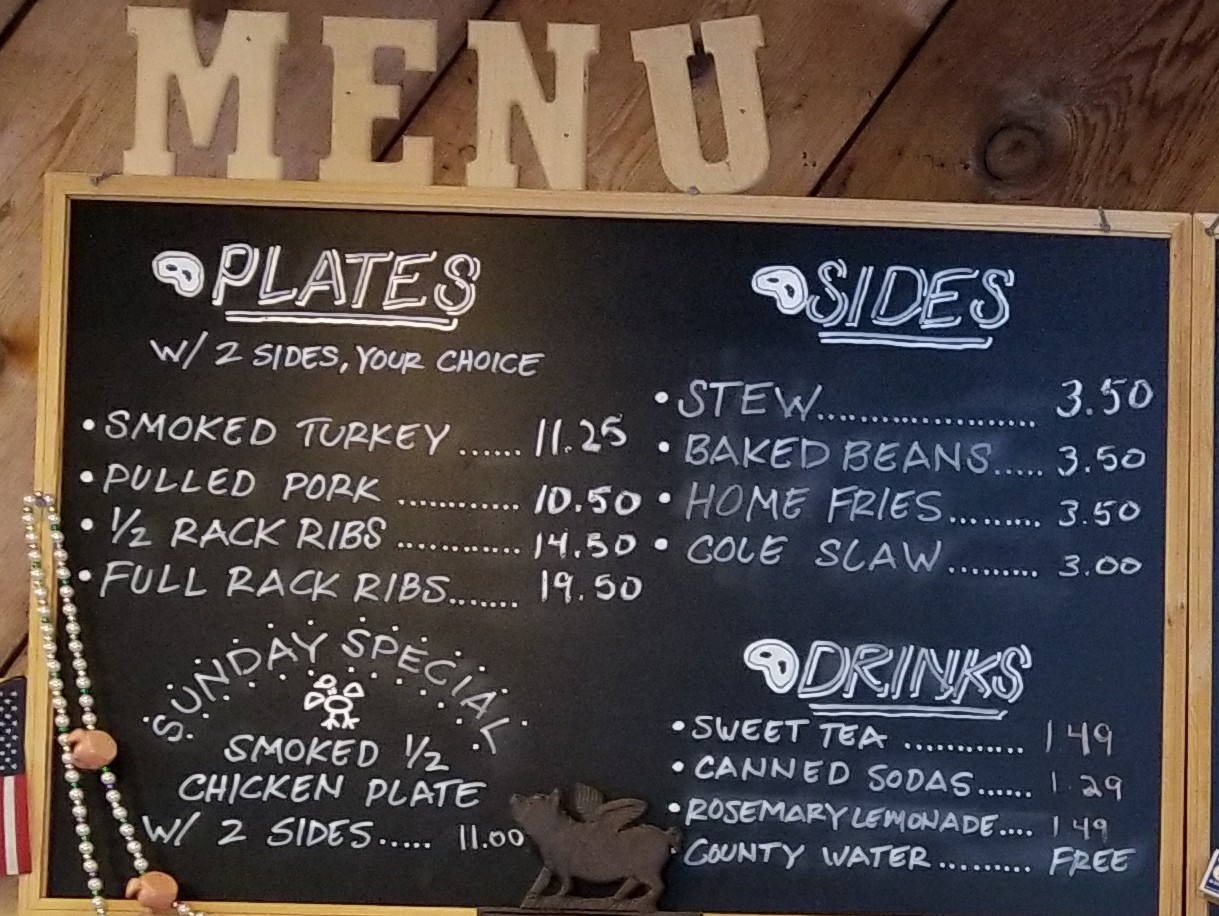 MENU
PLATES
W/ 2 SIDES, YOUR CHOICE
• SMOKED TURKEY ...... 11.25
• PULLED PORK ............ 10.50
• 1/2 RACK RIBS ............ 14.50
• FULL RACK RIBS....... 19.50
SUNDAY SPECIAL
SMOKED 1/2
CHICKEN PLATE
W/ 2 SIDES..... 11.00
SIDES
• STEW.................... 3.50
• BAKED BEANS..... 3.50
• HOME FRIES......... 3.50
• COLE SLAW......... 3.00
DRINKS
• SWEET TEA ............ 1.49
• CANNED SODAS...... 1.29
• ROSEMARY LEMONADE.... 1.49
• COUNTY WATER.......... FREE